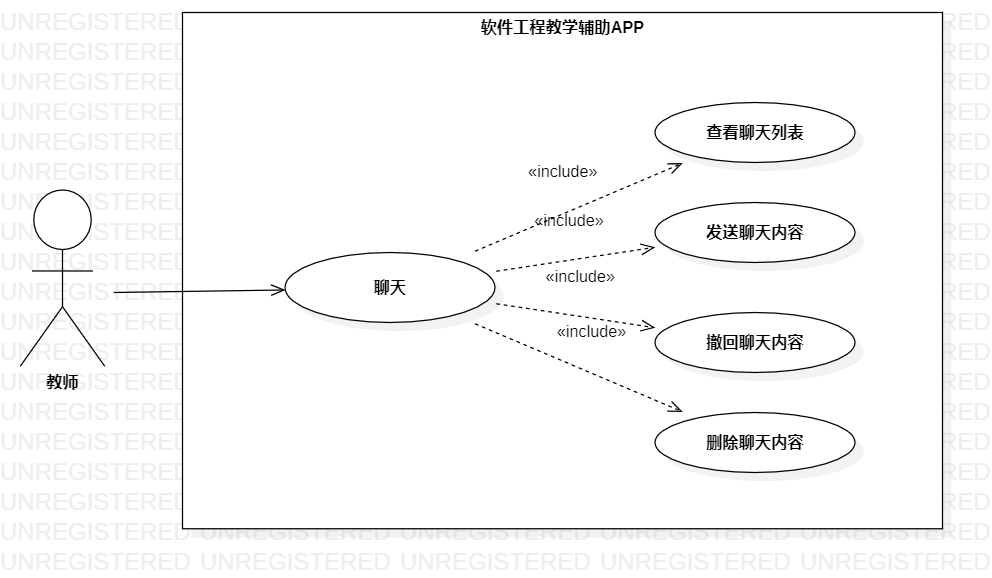 软件工程教学辅助APP
查看聊天列表
«include»
«include»
发送聊天内容
«include»
聊天
«include»
撤回聊天内容
教师
删除聊天内容
UNREGISTERED
UNREGISTERED UNREGISTERED UNREGISTERED UNREGISTERED UNREGISTERED